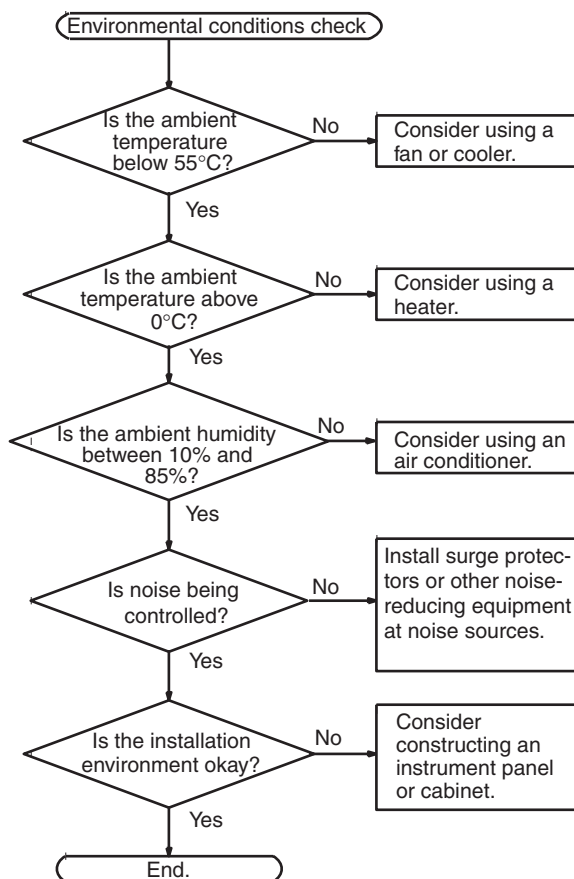 Environmental conditions check
Is the ambient
temperature
below 55°C?
No
Consider using a
fan or cooler.
Yes
Is the ambient
temperature above
0°C?
No
Consider using a
heater.
Yes
Is the ambient humidity
between 10% and
85%?
No
Consider using an
air conditioner.
Yes
Is noise being
controlled?
No
Install surge protec-
tors or other noise-
reducing equipment
at noise sources.
Yes
Is the installation
environment okay?
No
Consider
constructing an
instrument panel
or cabinet.
Yes
End.